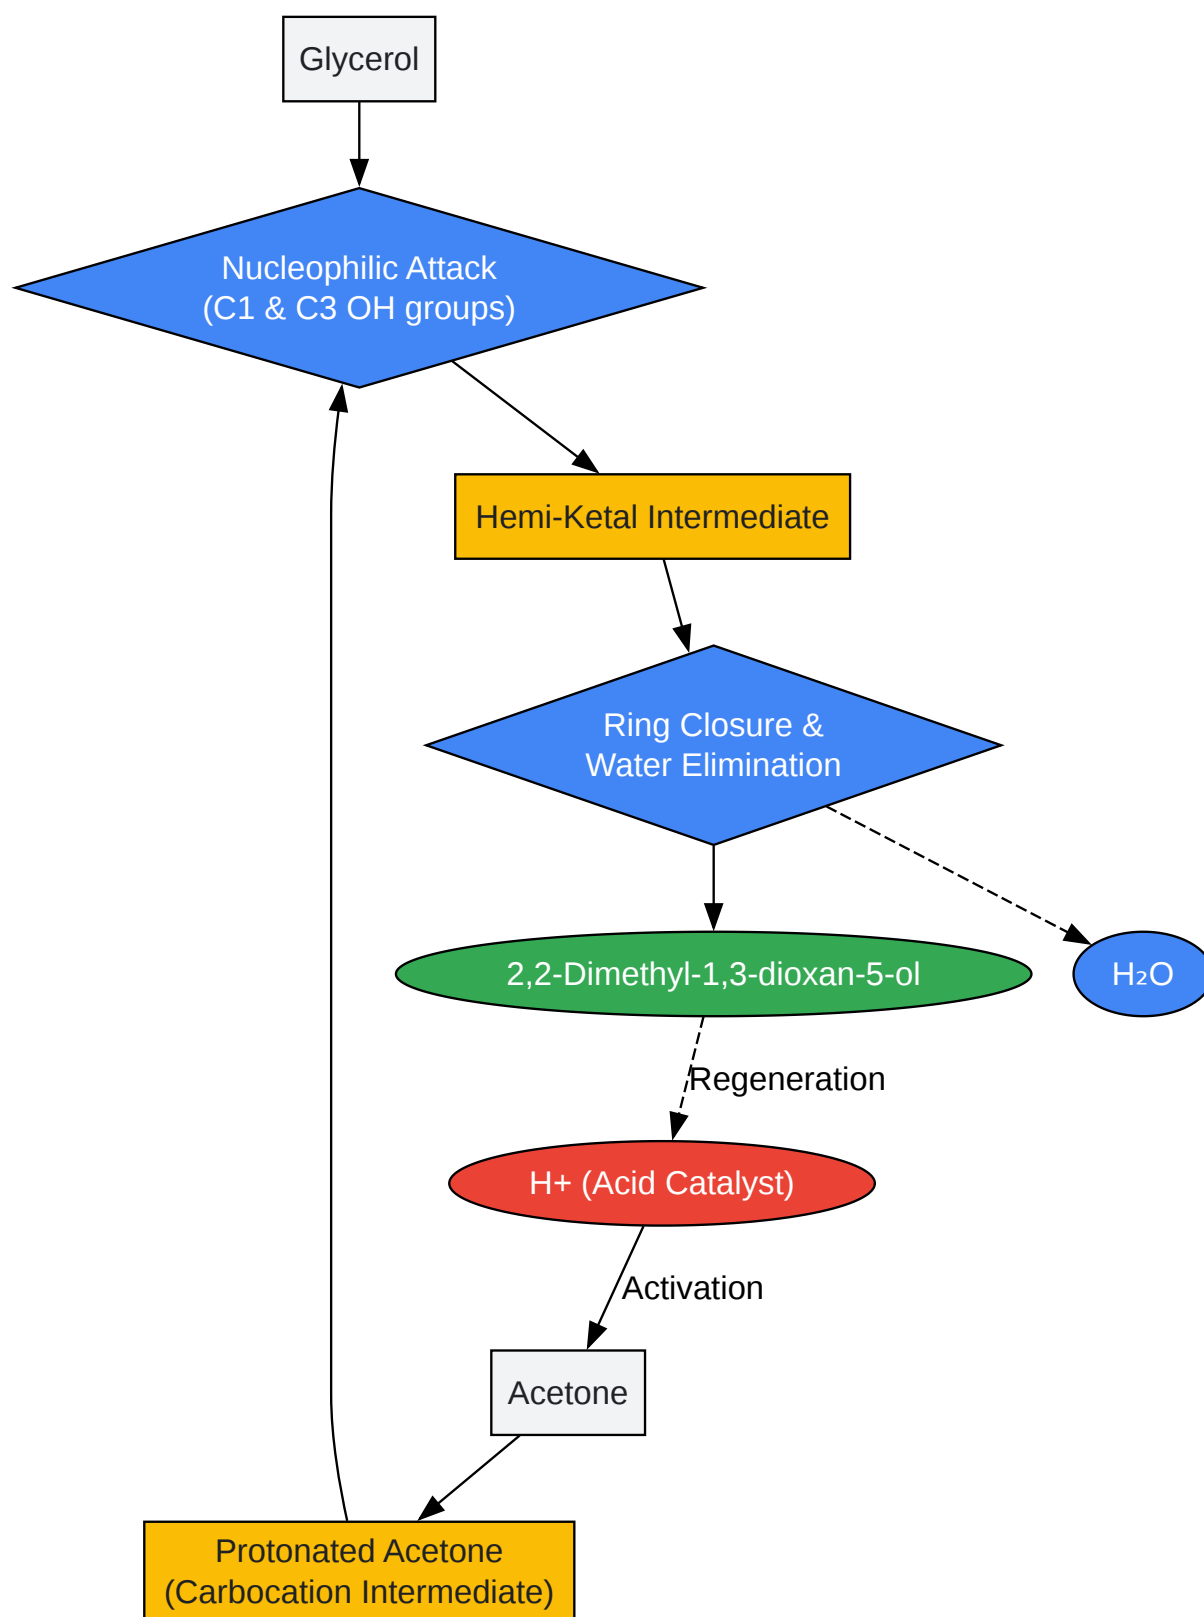 Glycerol
Nucleophilic Attack
(C1 & C3 OH groups)
Hemi-Ketal Intermediate
Ring Closure &
Water Elimination
2,2-Dimethyl-1,3-dioxan-5-ol
H₂O
Regeneration
H+ (Acid Catalyst)
Activation
Acetone
Protonated Acetone
(Carbocation Intermediate)